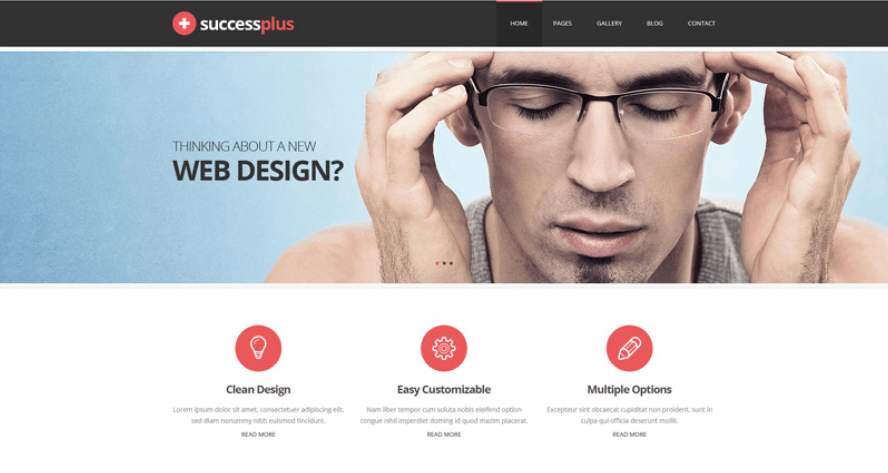 successplus
HOME PAGES GALLERY BLOG CONTACT
THINKING ABOUT A NEW
WEB DESIGN?
Clean Design
Lorem ipsum dolor sit amet, consectetuer adipiscing elit,
sed diam nonummy nibh euismod tincidunt.
READ MORE
Easy Customizable
Nam liber tempor cum soluta nobis eleifend option
congue nihil imperdiet doming id quod mazim placerat.
READ MORE
Multiple Options
Excepteur sint obcaecat cupiditat non proident, sunt in
culpa qui officia deserunt mollit.
READ MORE